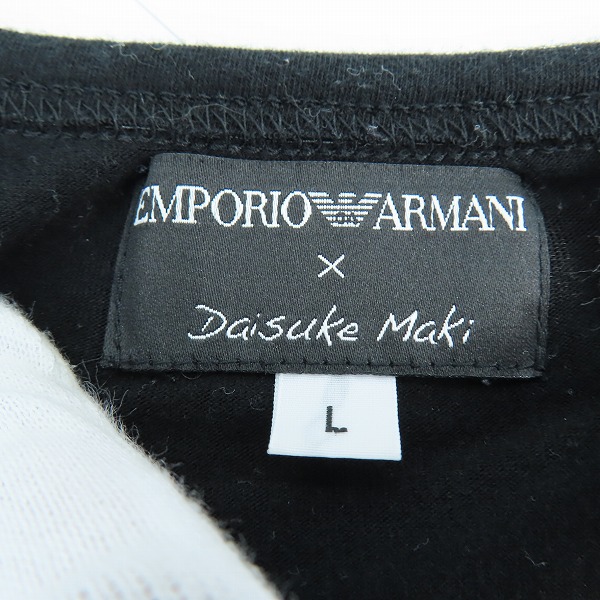 EMPORIO ARMANI
×
Daisuke Maki
L